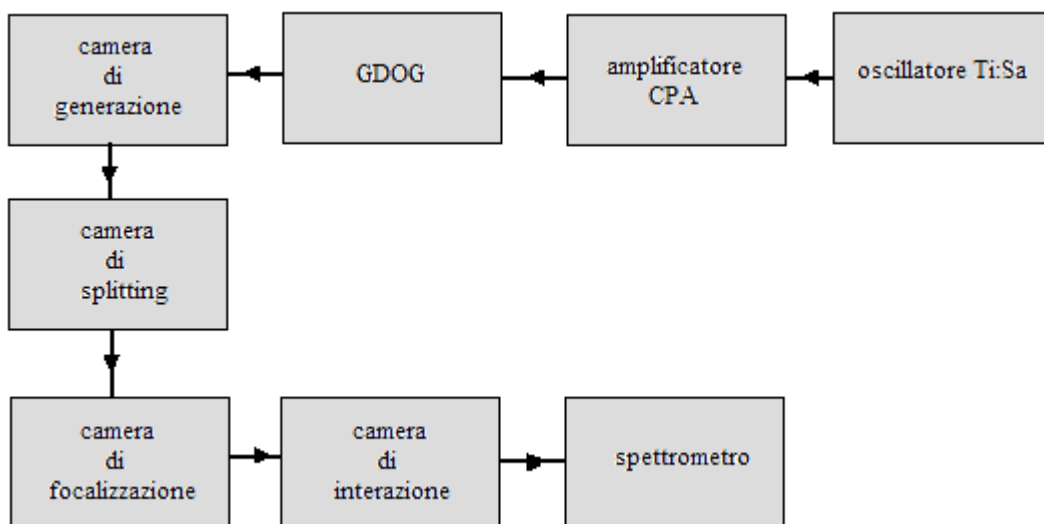 camera
di
generazione
GDOG
amplificatore
CPA
oscillatore Ti:Sa
camera
di
splitting
camera
di
focalizzazione
camera
di
interazione
spettrometro